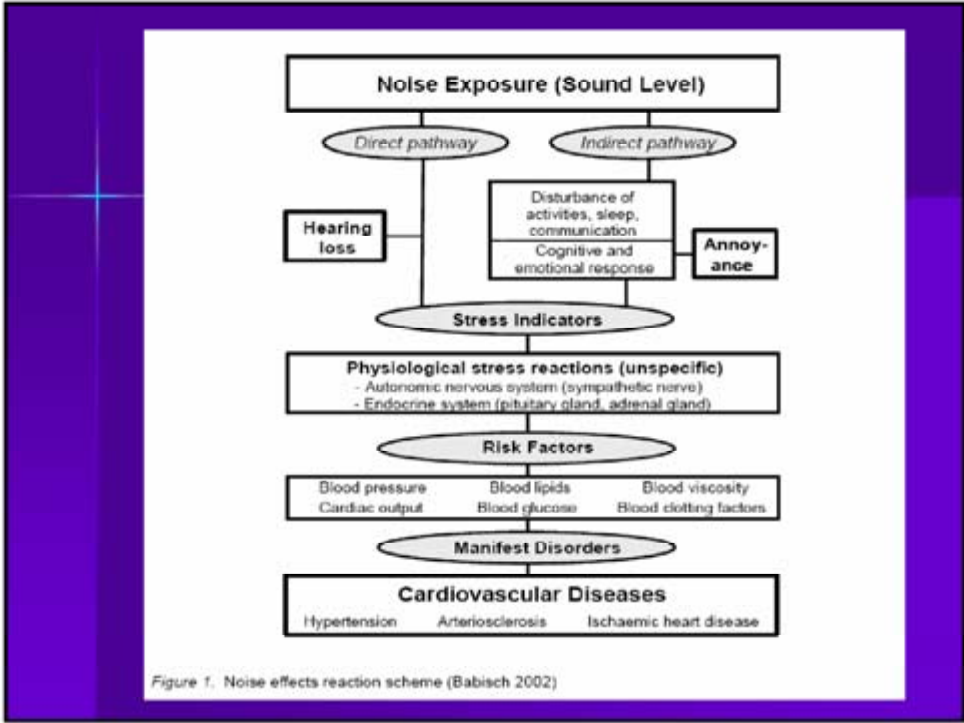 Noise Exposure (Sound Level)
Direct pathway
Indirect pathway
Disturbance of
activities, sleep,
communication
Hearing
loss
Cognitive and
emotional response
Annoy-
ance
Stress Indicators
Physiological stress reactions (unspecific)
- Autonomic nervous system (sympathetic nerve)
- Endocrine system (pituitary gland, adrenal gland)
Risk Factors
Blood pressure Blood lipids Blood viscosity
Cardiac output Blood glucose Blood clotting factors
Manifest Disorders
Cardiovascular Diseases
Hypertension Arteriosclerosis Ischaemic heart disease
Figure 1. Noise effects reaction scheme (Babisch 2002)